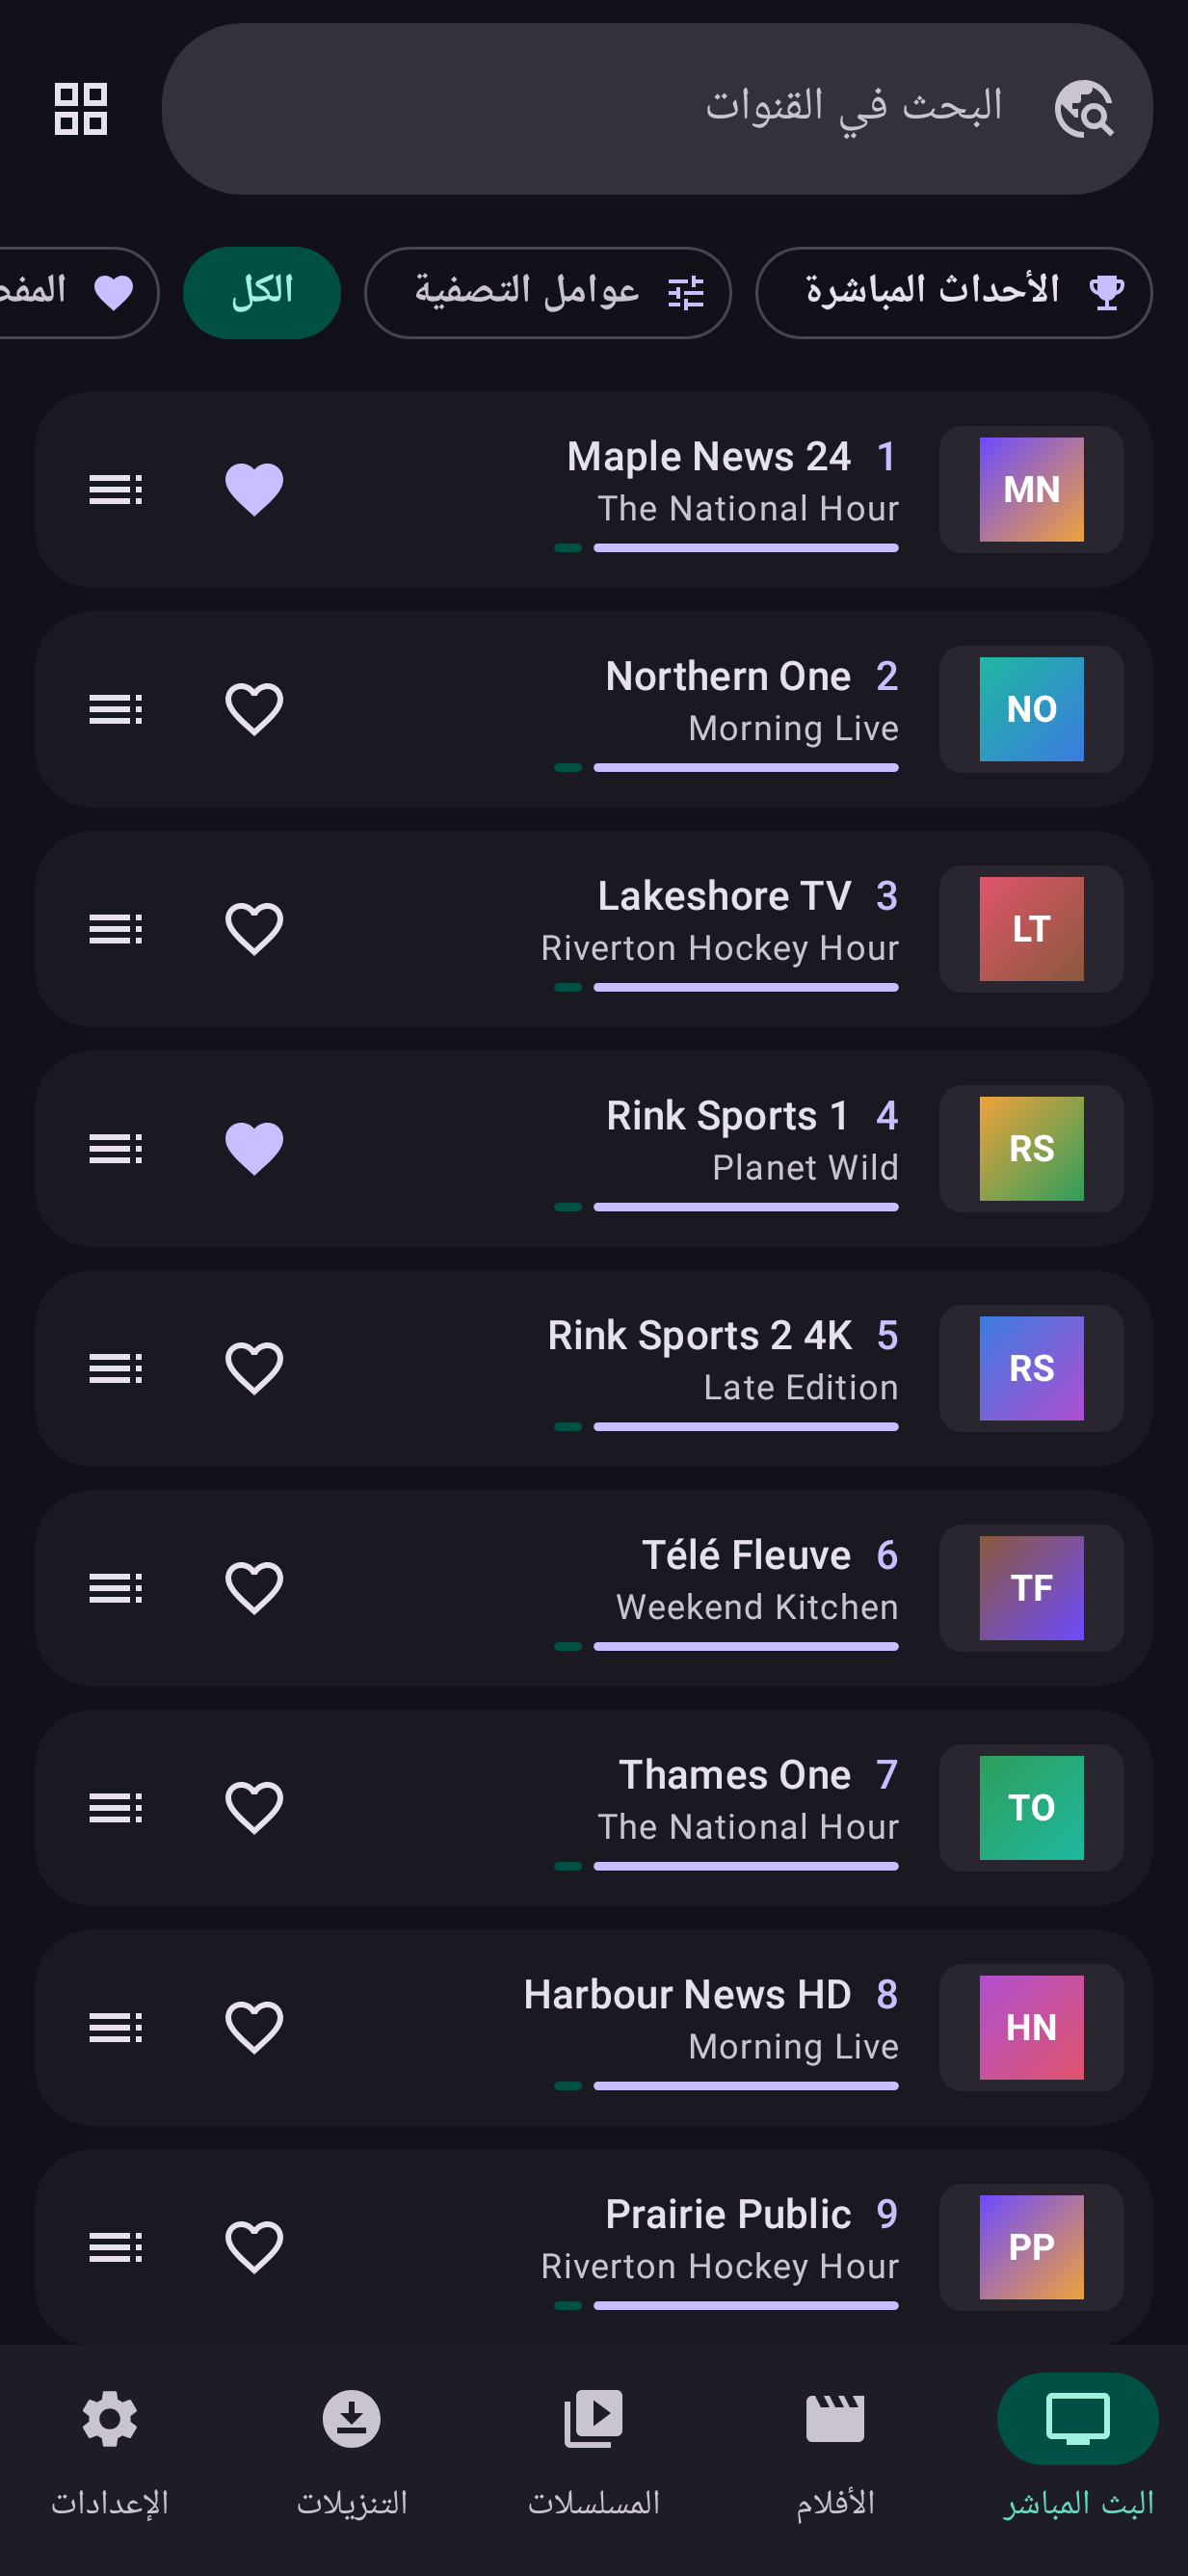 البحث في القنوات
الأحداث المباشرة
عوامل التصفية
الكل
MN
1 Maple News 24
The National Hour
NO
2 Northern One
Morning Live
LT
3 Lakeshore TV
Riverton Hockey Hour
RS
4 Rink Sports 1
Planet Wild
RS
5 Rink Sports 2 4K
Late Edition
TF
6 Télé Fleuve
Weekend Kitchen
TO
7 Thames One
The National Hour
HN
8 Harbour News HD
Morning Live
PP
9 Prairie Public
Riverton Hockey Hour
البث المباشر
الأفلام
المسلسلات
التنزيلات
الإعدادات